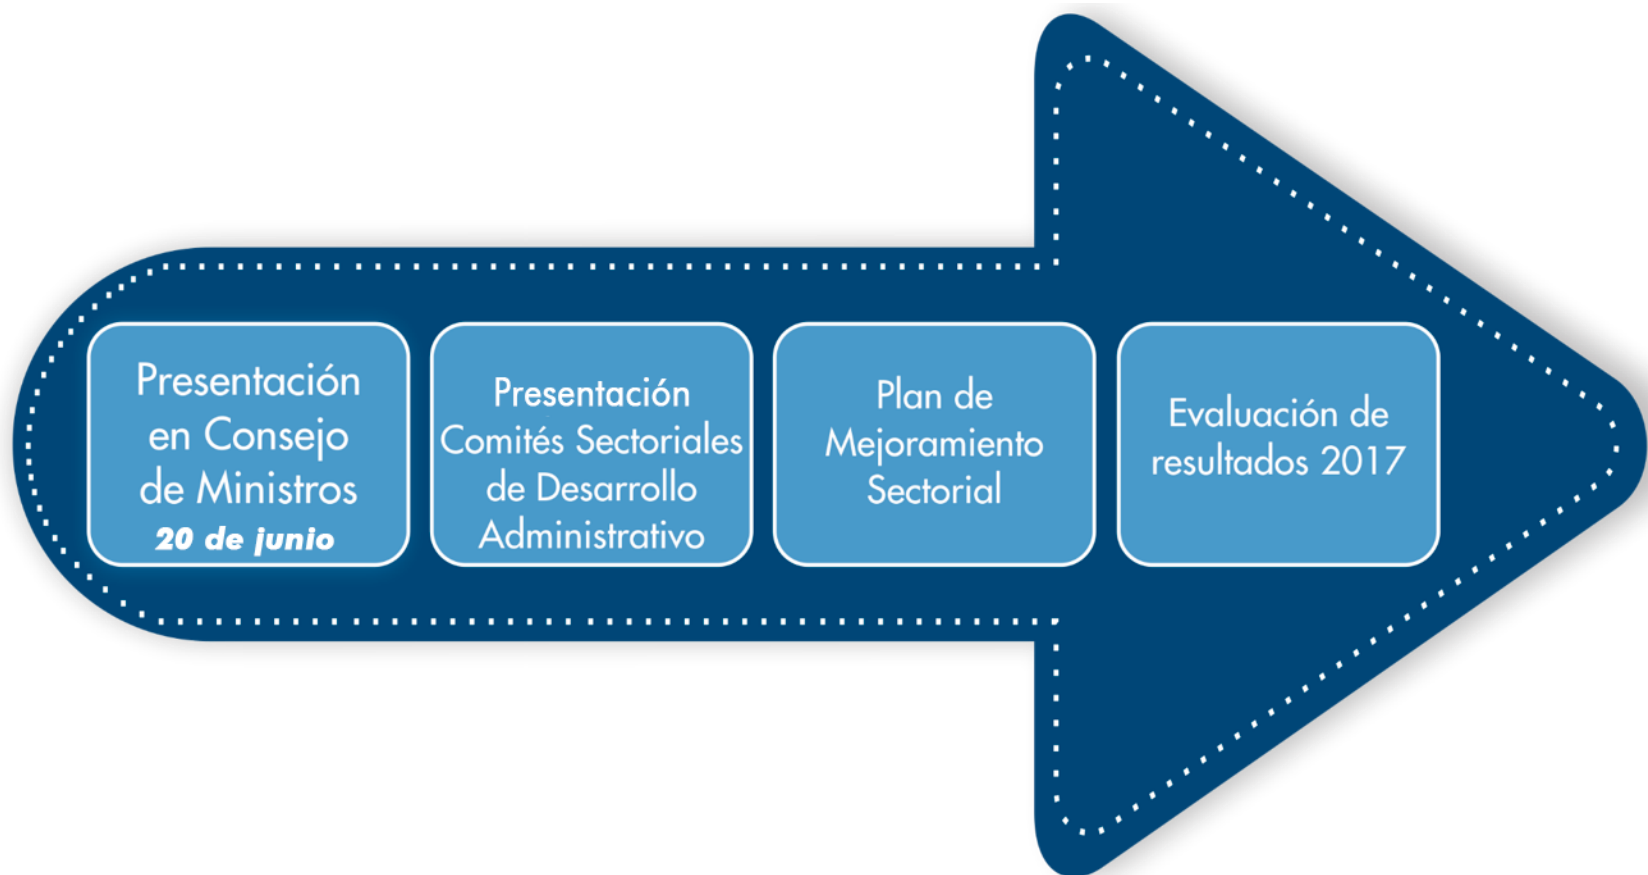 Presentación
en Consejo
de Ministros
20 de junio
Presentación
Comités Sectoriales
de Desarrollo
Administrativo
Plan de
Mejoramiento
Sectorial
Evaluación de
resultados 2017